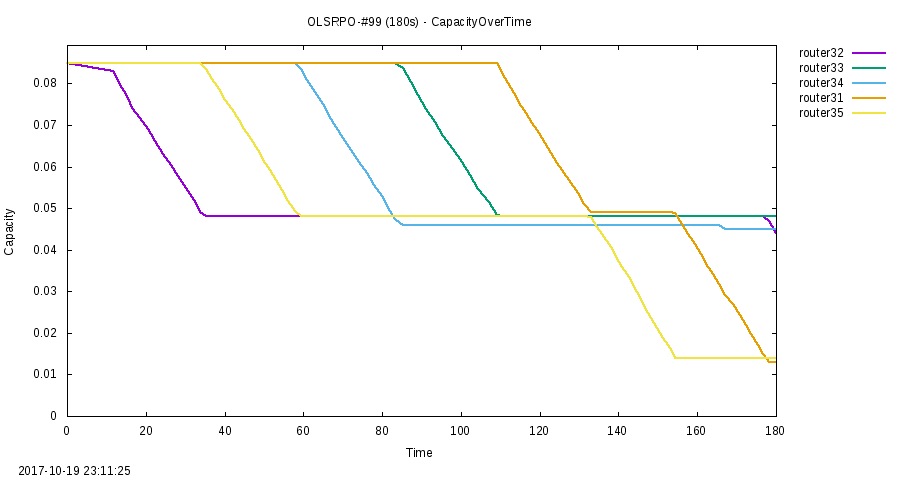 OLSRPO-#99 (180s) - CapacityOverTime
router32
router33
router34
router31
router35
0.08
0.07
0.06
0.05
0.04
0.03
0.02
0.01
0
Capacity
0 20 40 60 80 100 120 140 160 180
Time
2017-10-19 23:11:25